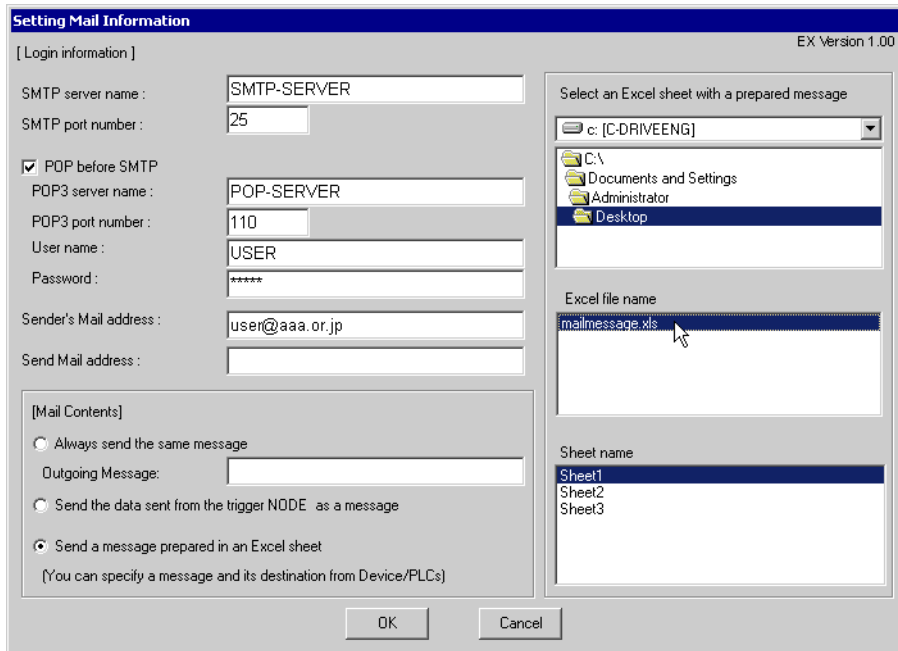 Setting Mail Information
EX Version 1.00
[ Login information ]
SMTP server name : SMTP-SERVER
SMTP port number : 25
POP before SMTP
POP3 server name : POP-SERVER
POP3 port number : 110
User name : USER
Password : *****
Sender's Mail address : user@aaa.or.jp
Send Mail address :
[Mail Contents]
Always send the same message
Outgoing Message:
Send the data sent from the trigger NODE as a message
Send a message prepared in an Excel sheet
(You can specify a message and its destination from Device/PLCs)
Select an Excel sheet with a prepared message
c: [C-DRIVEENG]
C:\
Documents and Settings
Administrator
Desktop
Excel file name
mailmessage.xls
Sheet name
Sheet1
Sheet2
Sheet3
OK Cancel